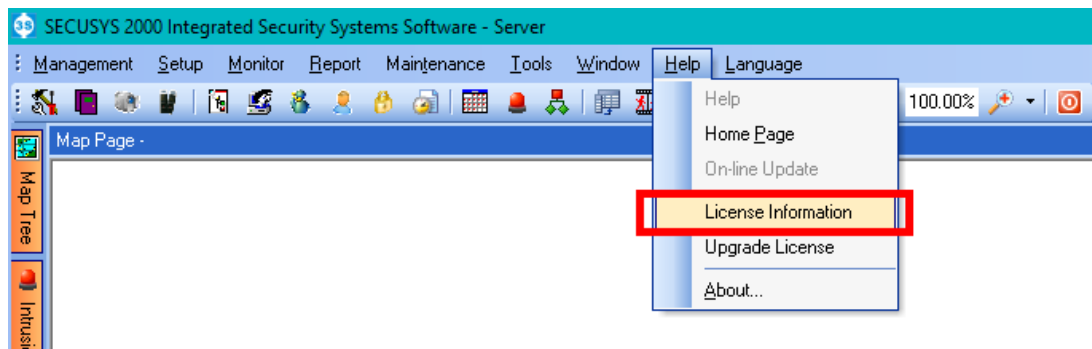 SECUSYS 2000 Integrated Security Systems Software - Server
Management Setup Monitor Report Maintenance Tools Window Help Language
100.00%
Help
Home Page
On-line Update
License Information
Upgrade License
About...
Map Page -
Map Tree